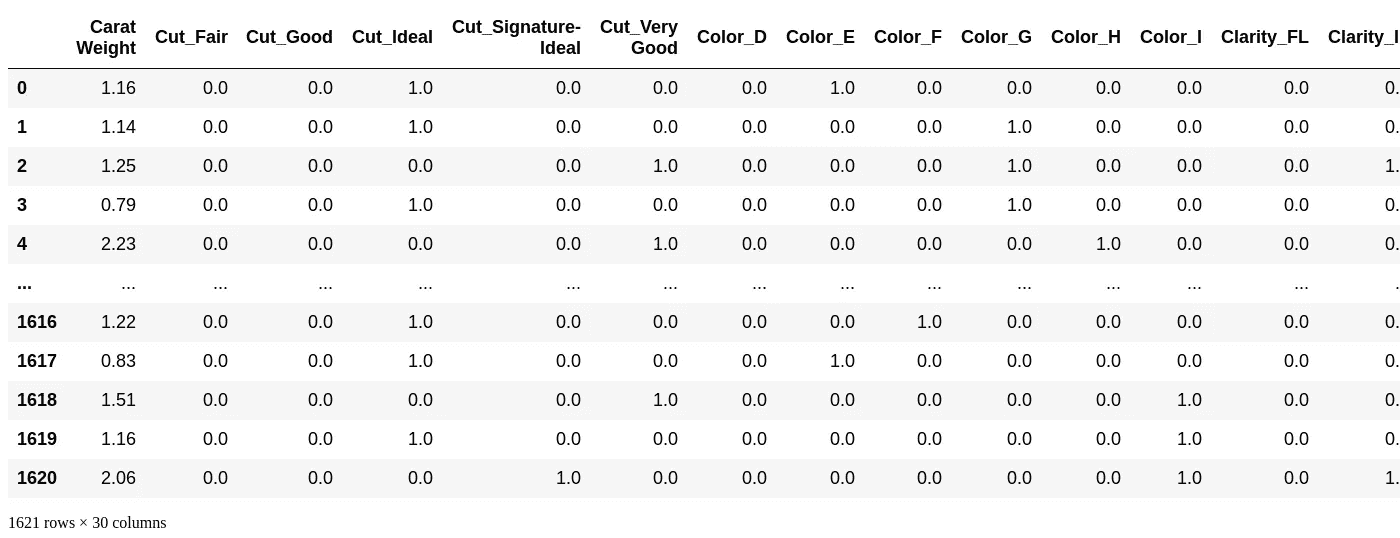 Carat Weight Cut_Fair Cut_Good Cut_Ideal Cut_Signature-Ideal Cut_Very Good Color_D Color_E Color_F Color_G Color_H Color_I Clarity_FL Clarity_I
0 1.16 0.0 0.0 1.0 0.0 0.0 0.0 1.0 0.0 0.0 0.0 0.0 0.0 0.
1 1.14 0.0 0.0 1.0 0.0 0.0 0.0 0.0 0.0 1.0 0.0 0.0 0.0 0.
2 1.25 0.0 0.0 0.0 0.0 1.0 0.0 0.0 0.0 1.0 0.0 0.0 0.0 1.
3 0.79 0.0 0.0 1.0 0.0 0.0 0.0 0.0 0.0 1.0 0.0 0.0 0.0 0.
4 2.23 0.0 0.0 0.0 0.0 1.0 0.0 0.0 0.0 0.0 1.0 0.0 0.0 0.
... ... ... ... ... ... ... ... ... ... ... ... ... ... .
1616 1.22 0.0 0.0 1.0 0.0 0.0 0.0 0.0 1.0 0.0 0.0 0.0 0.0 0.
1617 0.83 0.0 0.0 1.0 0.0 0.0 0.0 1.0 0.0 0.0 0.0 0.0 0.0 0.
1618 1.51 0.0 0.0 0.0 0.0 1.0 0.0 0.0 0.0 0.0 0.0 1.0 0.0 0.
1619 1.16 0.0 0.0 1.0 0.0 0.0 0.0 0.0 0.0 0.0 0.0 1.0 0.0 0.
1620 2.06 0.0 0.0 0.0 1.0 0.0 0.0 0.0 0.0 0.0 0.0 1.0 0.0 1.
1621 rows × 30 columns